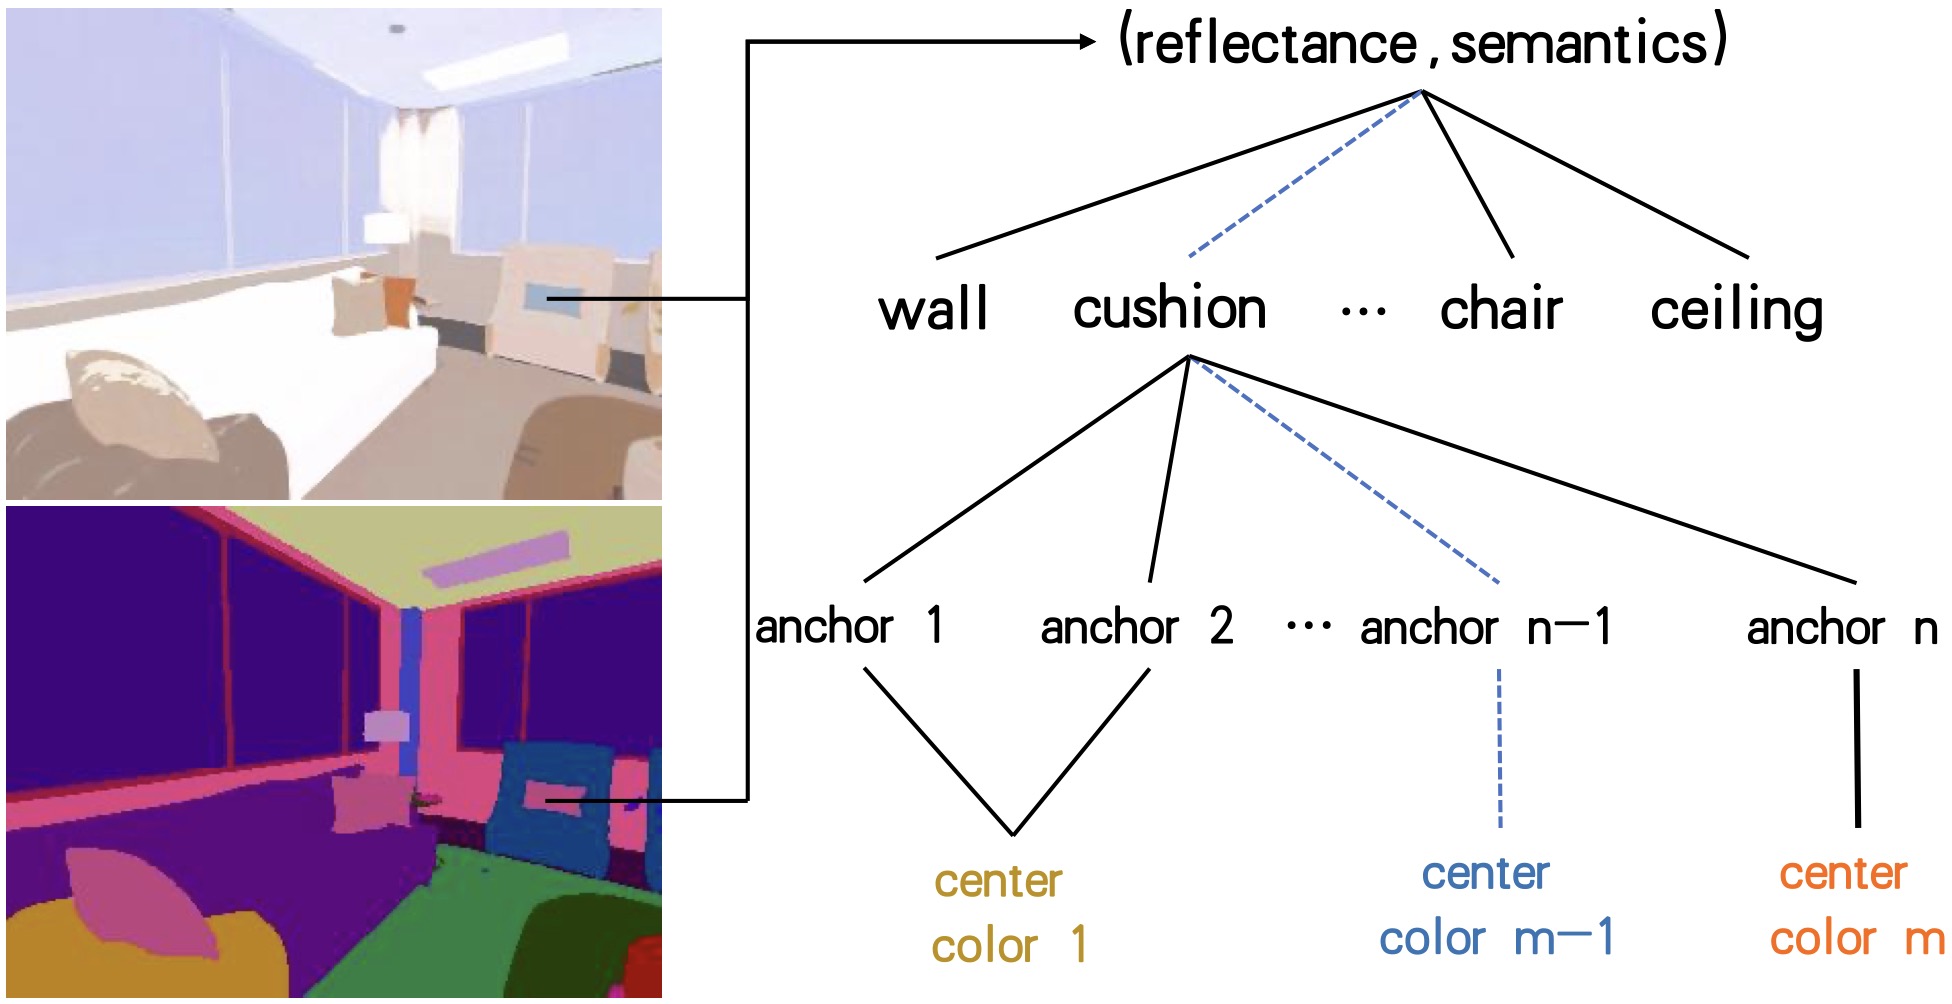 (reflectance, semantics)
wall cushion ... chair ceiling
anchor 1 anchor 2 ... anchor n-1 anchor n
center center center
color 1 color m-1 color m